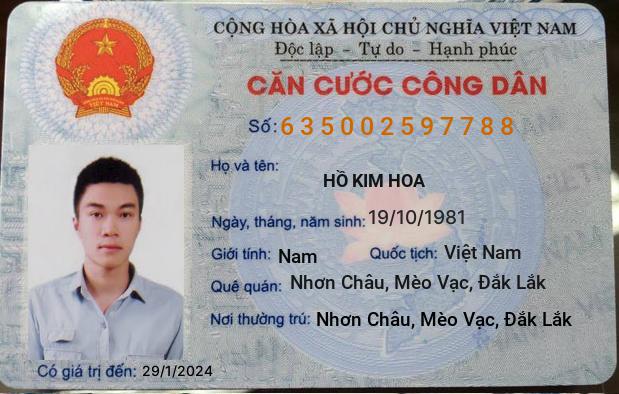 CỘNG HÒA XÃ HỘI CHỦ NGHĨA VIỆT NAM
Độc lập - Tự do - Hạnh phúc
CĂN CƯỚC CÔNG DÂN
Số: 635002597788
Họ và tên:
HỒ KIM HOA
Ngày, tháng, năm sinh: 19/10/1981
Giới tính: Nam Quốc tịch: Việt Nam
Quê quán: Nhơn Châu, Mèo Vạc, Đắk Lắk
Nơi thường trú: Nhơn Châu, Mèo Vạc, Đắk Lắk
Có giá trị đến: 29/1/2024
VIỆT NAM